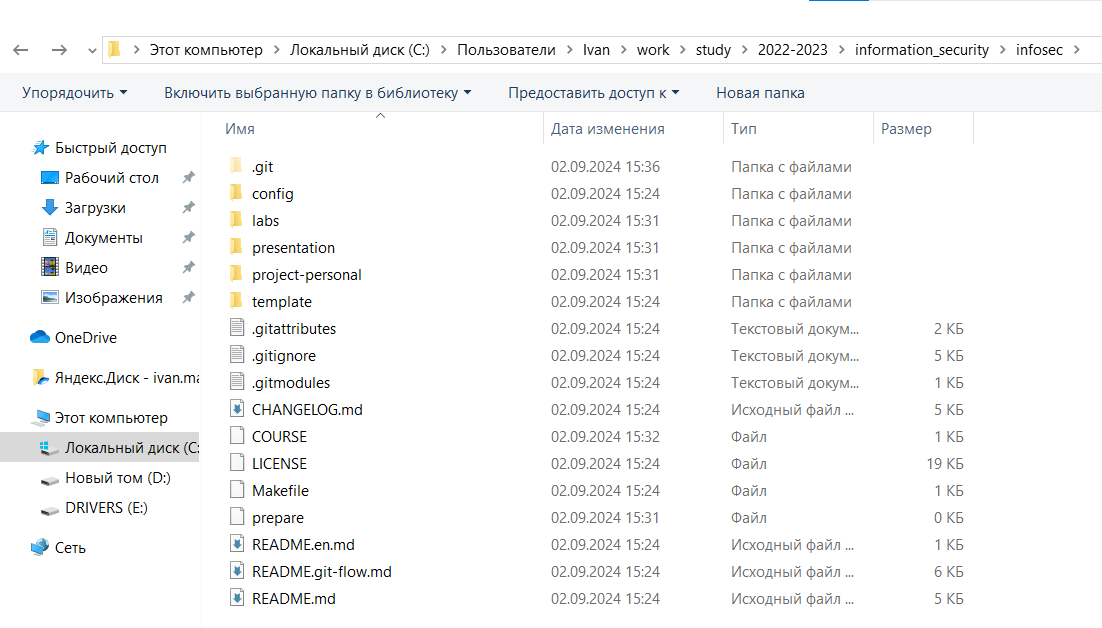 Этот компьютер > Локальный диск (C:) > Пользователи > Ivan > work > study > 2022-2023 > information_security > infosec >
Упорядочить Включить выбранную папку в библиотеку Предоставить доступ к Новая папка
Быстрый доступ
Рабочий стол
Загрузки
Документы
Видео
Изображения
OneDrive
Яндекс.Диск - ivan.ma
Этот компьютер
Локальный диск (C:
Новый том (D:)
DRIVERS (E:)
Сеть
Имя Дата изменения Тип Размер
.git 02.09.2024 15:36 Папка с файлами
config 02.09.2024 15:24 Папка с файлами
labs 02.09.2024 15:31 Папка с файлами
presentation 02.09.2024 15:31 Папка с файлами
project-personal 02.09.2024 15:31 Папка с файлами
template 02.09.2024 15:24 Папка с файлами
.gitattributes 02.09.2024 15:24 Текстовый докум... 2 КБ
.gitignore 02.09.2024 15:24 Текстовый докум... 5 КБ
.gitmodules 02.09.2024 15:24 Текстовый докум... 1 КБ
CHANGELOG.md 02.09.2024 15:24 Исходный файл ... 5 КБ
COURSE 02.09.2024 15:32 Файл 1 КБ
LICENSE 02.09.2024 15:24 Файл 19 КБ
Makefile 02.09.2024 15:24 Файл 1 КБ
prepare 02.09.2024 15:31 Файл 0 КБ
README.en.md 02.09.2024 15:24 Исходный файл ... 1 КБ
README.git-flow.md 02.09.2024 15:24 Исходный файл ... 6 КБ
README.md 02.09.2024 15:24 Исходный файл ... 5 КБ